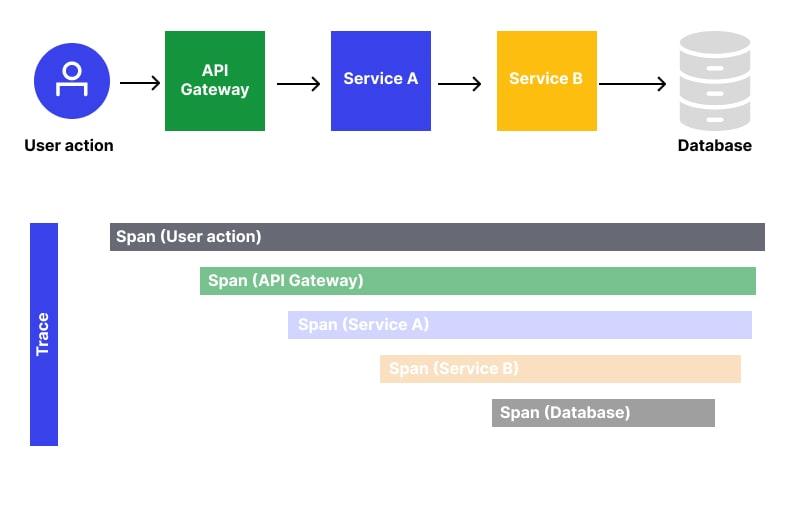 API
Gateway
Service A
Service B
User action
Database
Span (User action)
Span (API Gateway)
Span (Service A)
Span (Service B)
Span (Database)
Trace